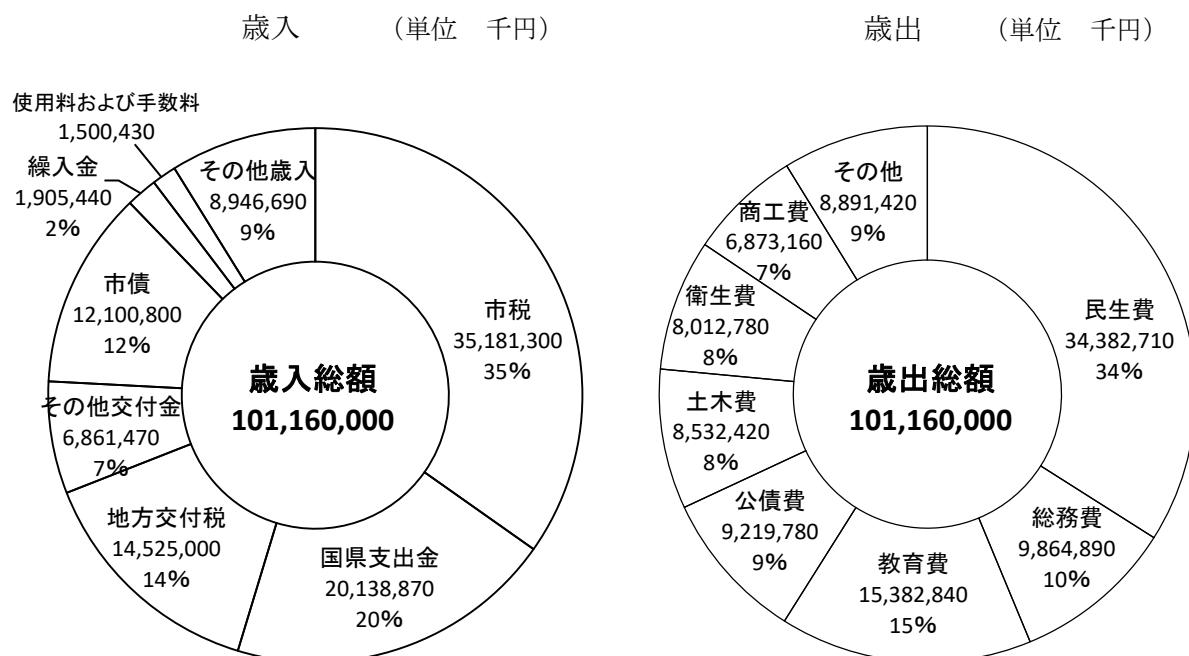 歳入　　　（単位　千円）
使用料および手数料
1,500,430
繰入金
1,905,440
2%
その他歳入
8,946,690
9%
市債
12,100,800
12%
市税
35,181,300
35%
歳入総額
101,160,000
その他交付金
6,861,470
7%
地方交付税
14,525,000
14%
国県支出金
20,138,870
20%
歳出　　　（単位　千円）
その他
8,891,420
9%
商工費
6,873,160
7%
衛生費
8,012,780
8%
民生費
34,382,710
34%
歳出総額
101,160,000
土木費
8,532,420
8%
公債費
9,219,780
9%
総務費
9,864,890
10%
教育費
15,382,840
15%